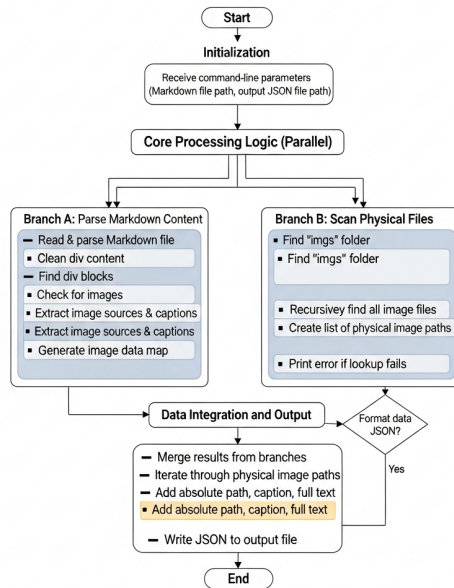 Start
Initialization
Receive command-line parameters
(Markdown file path, output JSON file path)
Core Processing Logic (Parallel)
Branch A: Parse Markdown Content
Read & parse Markdown file
Clean div content
Find div blocks
Check for images
Extract image sources & captions
Extract image sources & captions
Generate image data map
Branch B: Scan Physical Files
Find "imgs" folder
Find "imgs" folder
Recursivey find all image files
Create list of physical image paths
Print error if lookup fails
Data Integration and Output
Format data
JSON?
Yes
Merge results from branches
Iterate through physical image paths
Add absolute path, caption, full text
Add absolute path, caption, full text
Write JSON to output file
End